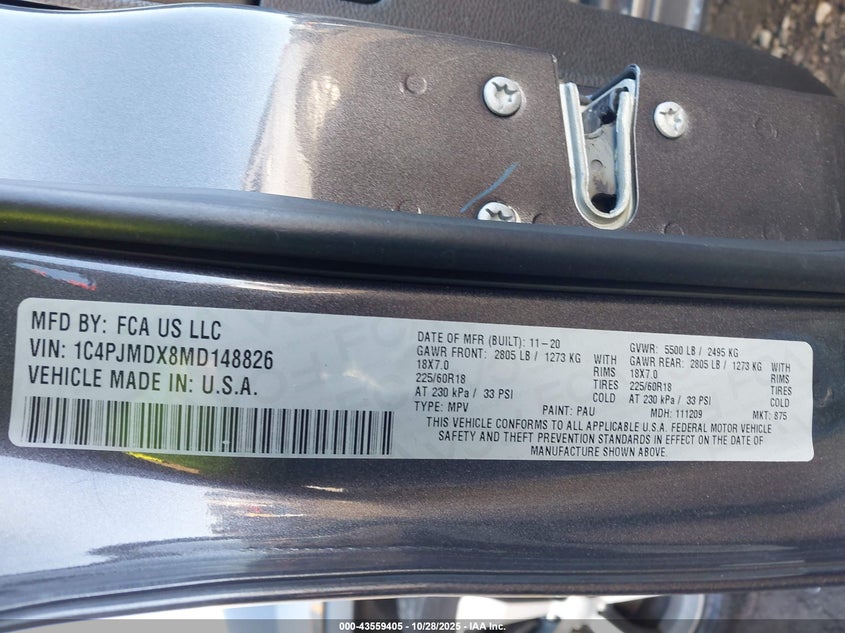 MFD BY: FCA US LLC
VIN: 1C4PJMDX8MD148826
VEHICLE MADE IN: U.S.A.
DATE OF MFR (BUILT): 11-20
GVWR: 5500 LB / 2495 KG
GAWR FRONT: 2805 LB / 1273 KG WITH
18X7.0 RIMS
225/60R18 TIRES
AT 230 kPa / 33 PSI COLD
GAWR REAR: 2805 LB / 1273 KG WITH
18X7.0 RIMS
225/60R18 TIRES
AT 230 kPa / 33 PSI COLD
TYPE: MPV PAINT: PAU MDH: 111209 MKT: 875
THIS VEHICLE CONFORMS TO ALL APPLICABLE U.S.A. FEDERAL MOTOR VEHICLE
SAFETY AND THEFT PREVENTION STANDARDS IN EFFECT ON THE DATE OF
MANUFACTURE SHOWN ABOVE.
000-43559405 - 10/28/2025 - © IAA Inc.